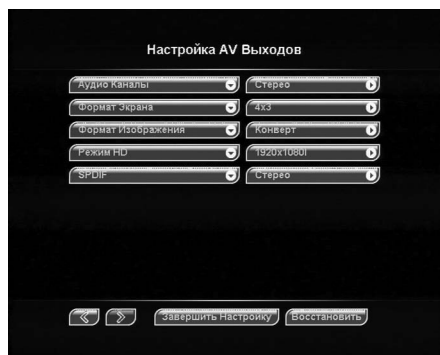 Настройка AV Выходов
Аудио Каналы Стерео
Формат Экрана 4x3
Формат Изображения Конверт
Режим HD 1920x1080I
SPDIF Стерео
Завершить Настройку Восстановить